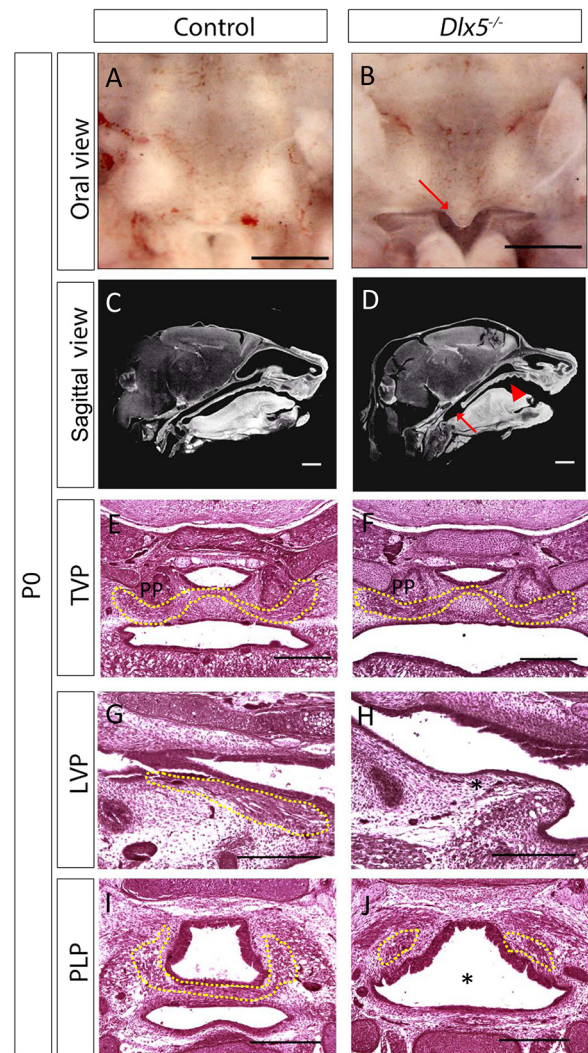 Control
Dlx5-/-
P0
Oral view
A
B
Sagittal view
C
D
TVP
E
PP
F
PP
LVP
G
H
*
PLP
I
J
*